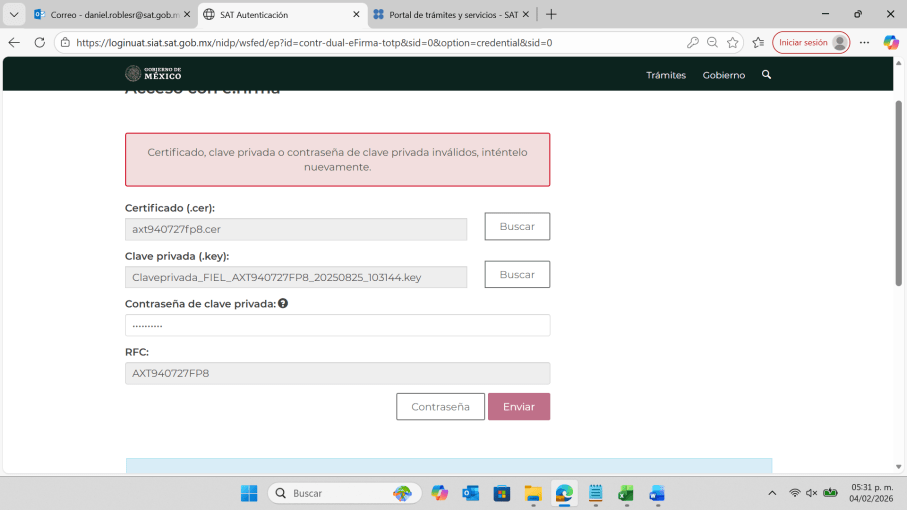 Correo - daniel.roblesr@sat.gob.m
SAT Autenticación
Portal de trámites y servicios - SAT
https://loginuat.siat.sat.gob.mx/nidp/wsfed/ep?id=contr-dual-eFirma-totp&sid=0&option=credential&sid=0
Iniciar sesión
GOBIERNO DE
MÉXICO
Trámites
Gobierno
Acceso con e.firma
Certificado, clave privada o contraseña de clave privada inválidos, inténtelo
nuevamente.
Certificado (.cer):
axt940727fp8.cer
Buscar
Clave privada (.key):
Claveprivada_FIEL_AXT940727FP8_20250825_103144.key
Buscar
Contraseña de clave privada:
RFC:
AXT940727FP8
Contraseña
Enviar
Buscar
05:31 p. m.
04/02/2026